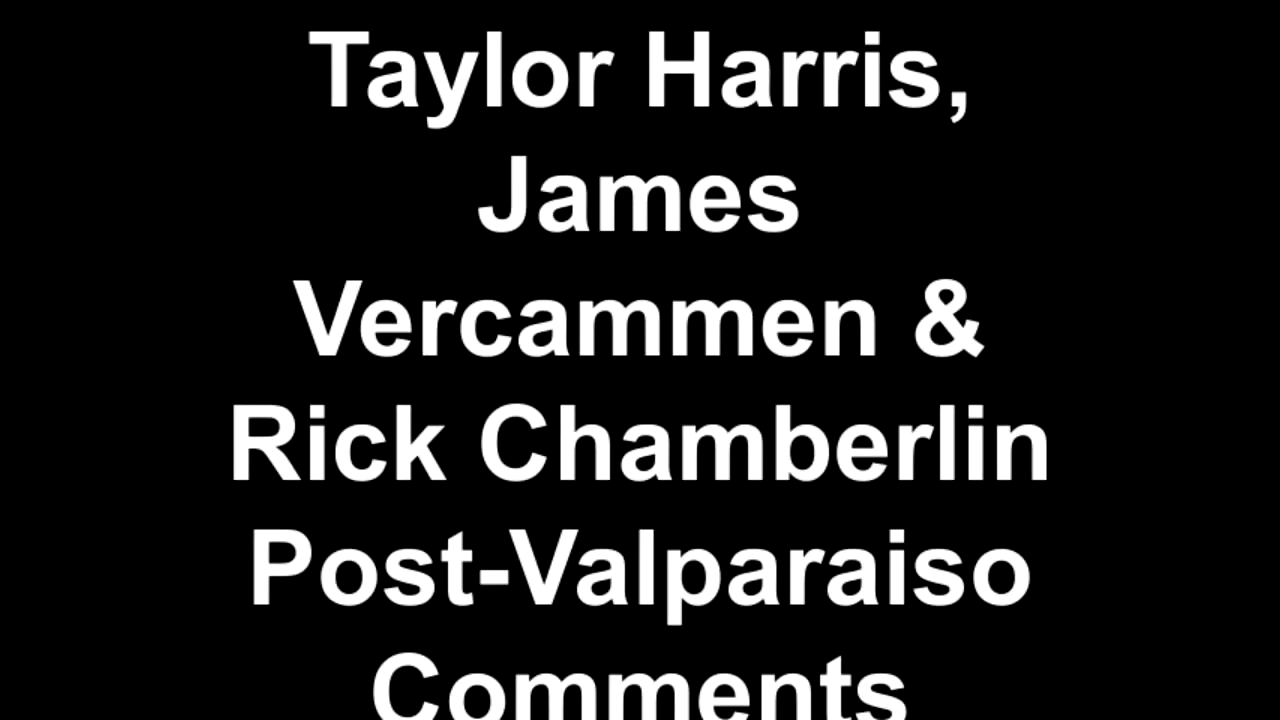 Taylor Harris,
James
Vercammen &
Rick Chamberlin
Post-Valparaiso
Comments